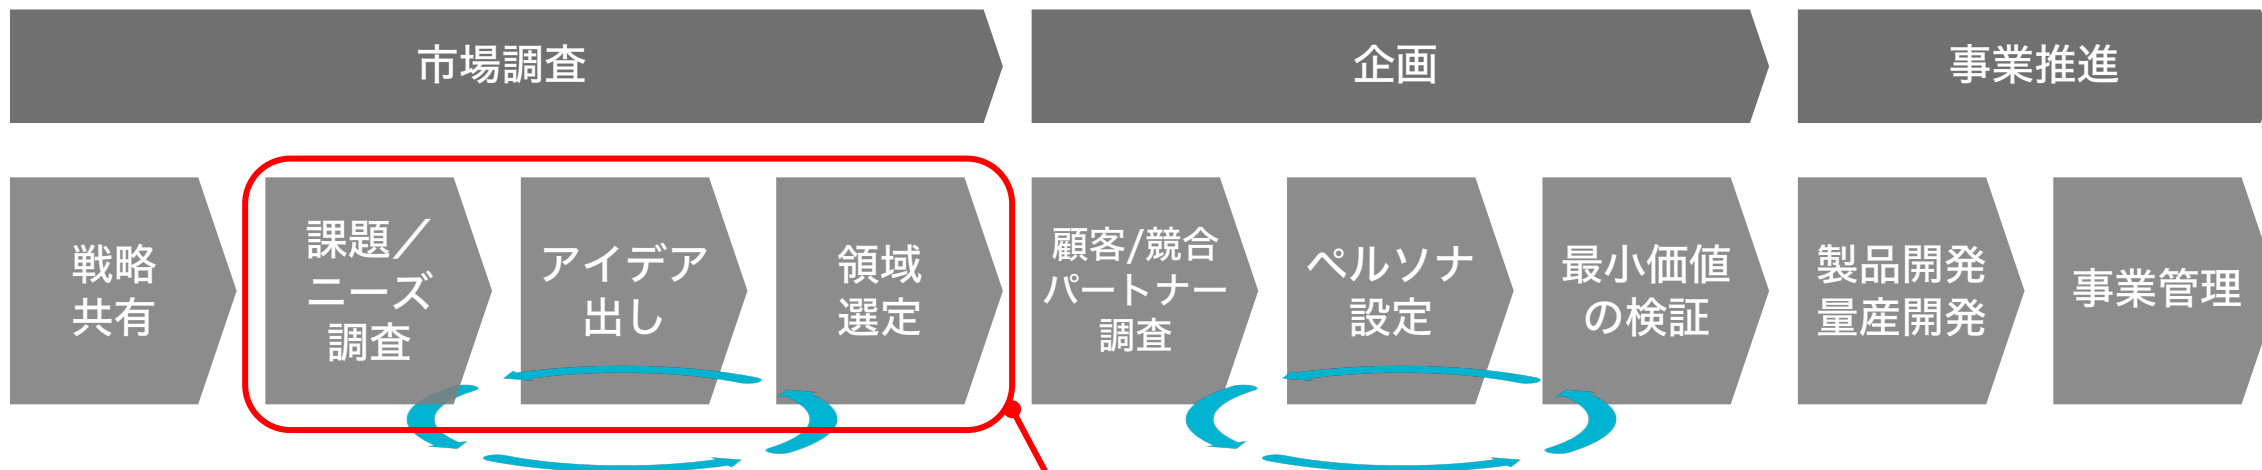 市場調査
企画
事業推進
戦略
共有
課題／
ニーズ
調査
アイデア
出し
領域
選定
顧客/競合
パートナー
調査
ペルソナ
設定
最小価値
の検証
製品開発
量産開発
事業管理